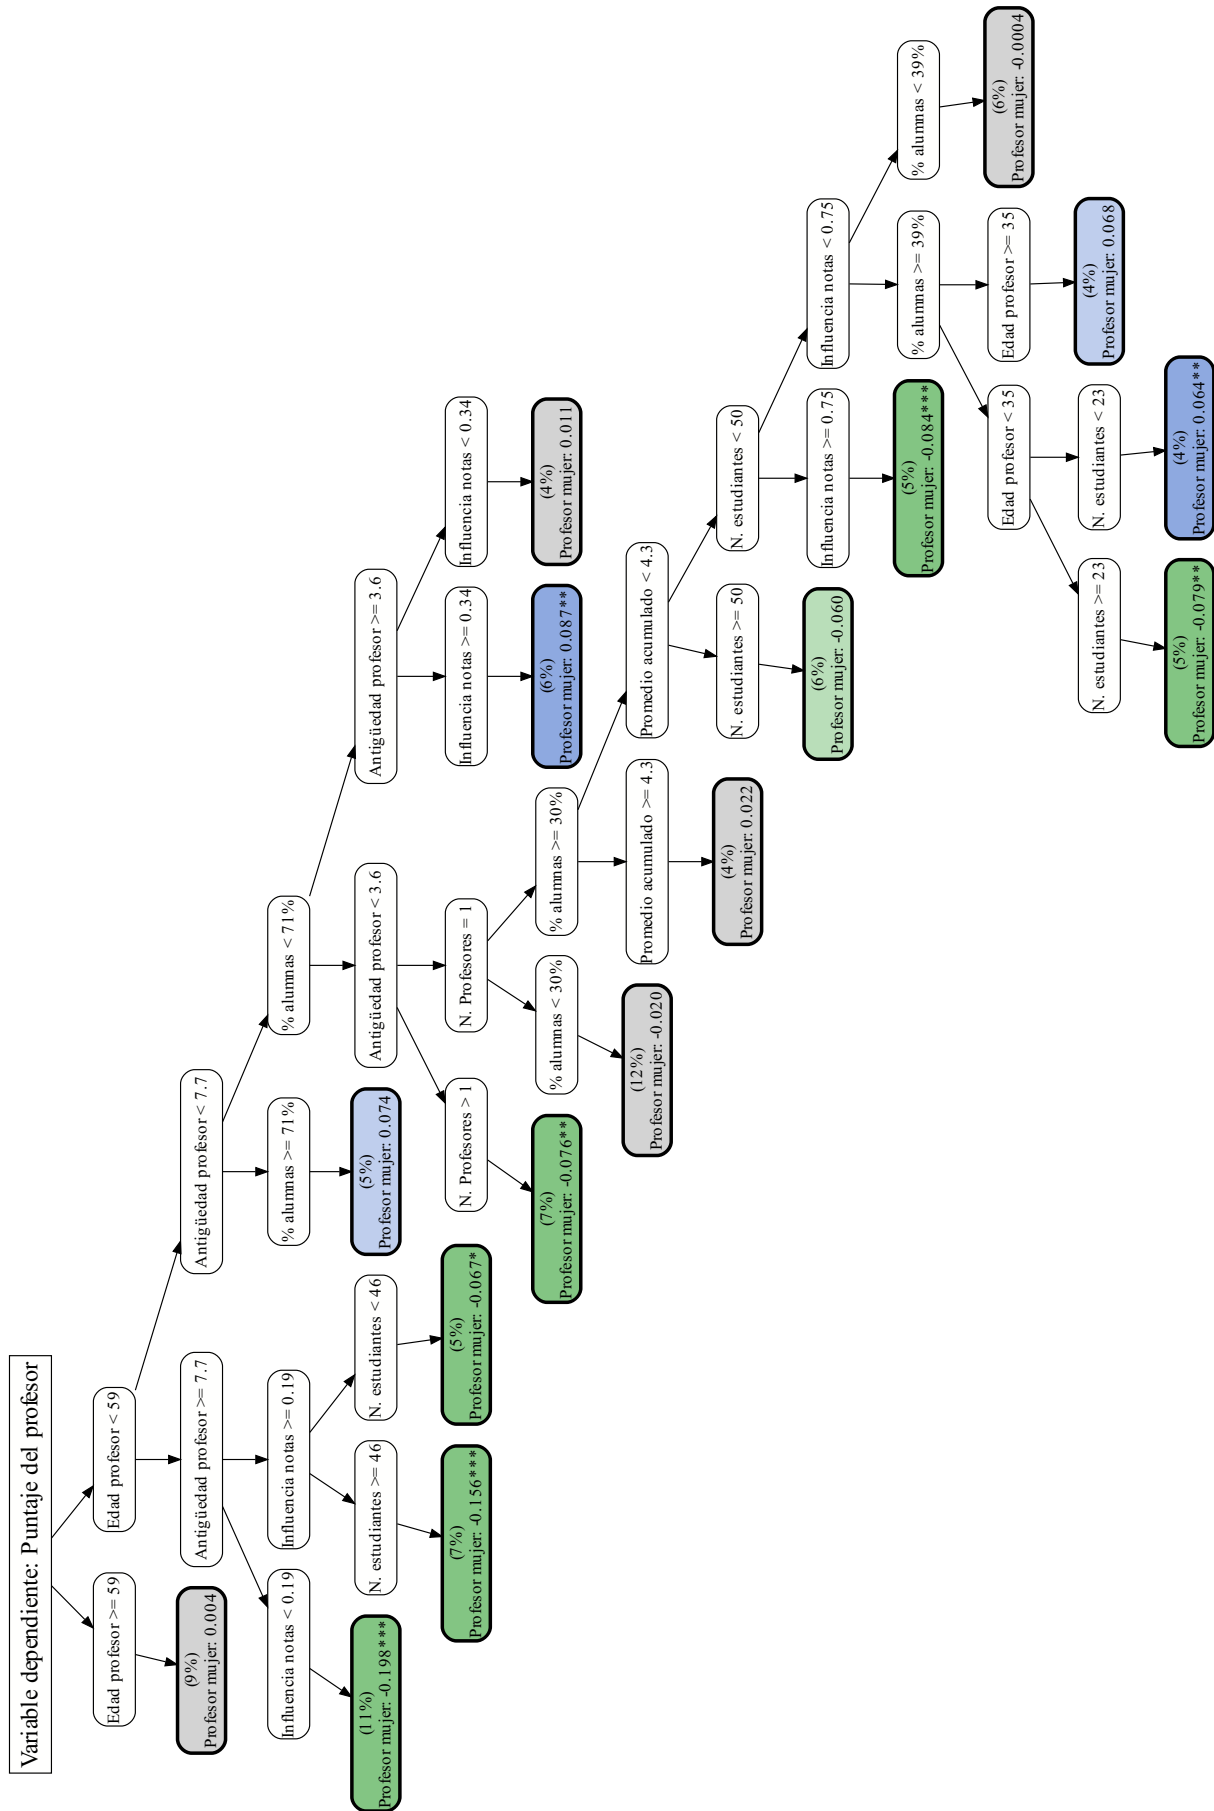 Variable dependiente: Puntaje del profesor
Edad profesor >= 59
Edad profesor < 59
(9%)
Profesor mujer: 0.004
Antigüedad profesor >= 7.7
Antigüedad profesor < 7.7
Influencia notas < 0.19
Influencia notas >= 0.19
% alumnas >= 71%
% alumnas < 71%
(11%)
Profesor mujer: -0.198***
N. estudiantes >= 46
N. estudiantes < 46
(5%)
Profesor mujer: 0.074
Antigüedad profesor < 3.6
Antigüedad profesor >= 3.6
(7%)
Profesor mujer: -0.156***
(5%)
Profesor mujer: -0.067*
N. Profesores > 1
N. Profesores = 1
Influencia notas >= 0.34
Influencia notas < 0.34
(7%)
Profesor mujer: -0.076**
% alumnas < 30%
% alumnas >= 30%
(6%)
Profesor mujer: 0.087**
(4%)
Profesor mujer: 0.011
(12%)
Profesor mujer: -0.020
Promedio acumulado >= 4.3
Promedio acumulado < 4.3
(4%)
Profesor mujer: 0.022
N. estudiantes >= 50
N. estudiantes < 50
(6%)
Profesor mujer: -0.060
Influencia notas >= 0.75
Influencia notas < 0.75
(5%)
Profesor mujer: -0.084***
% alumnas >= 39%
% alumnas < 39%
Edad profesor < 35
Edad profesor >= 35
(6%)
Profesor mujer: -0.0004
N. estudiantes >= 23
N. estudiantes < 23
(4%)
Profesor mujer: 0.068
(5%)
Profesor mujer: -0.079**
(4%)
Profesor mujer: 0.064**